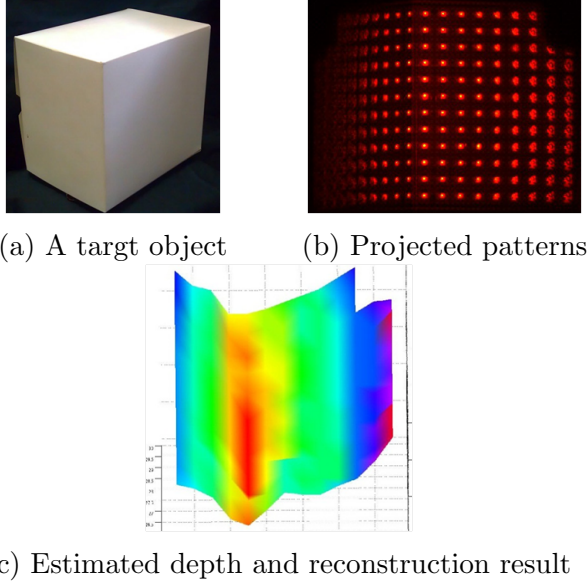 (a) A targt object
(b) Projected patterns
c) Estimated depth and reconstruction result